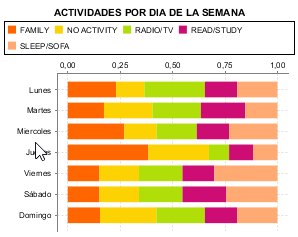 ACTIVIDADES POR DIA DE LA SEMANA
FAMILY NO ACTIVITY RADIO/TV READ/STUDY
SLEEP/SOFA
0,00 0,25 0,50 0,75 1,00
Lunes
Martes
Miercoles
Viernes
Sábado
Domingo